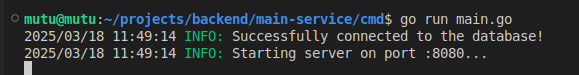 mutu@mutu:~/projects/backend/main-service/cmd$ go run main.go
2025/03/18 11:49:14 INFO: Successfully connected to the database!
2025/03/18 11:49:14 INFO: Starting server on port :8080...